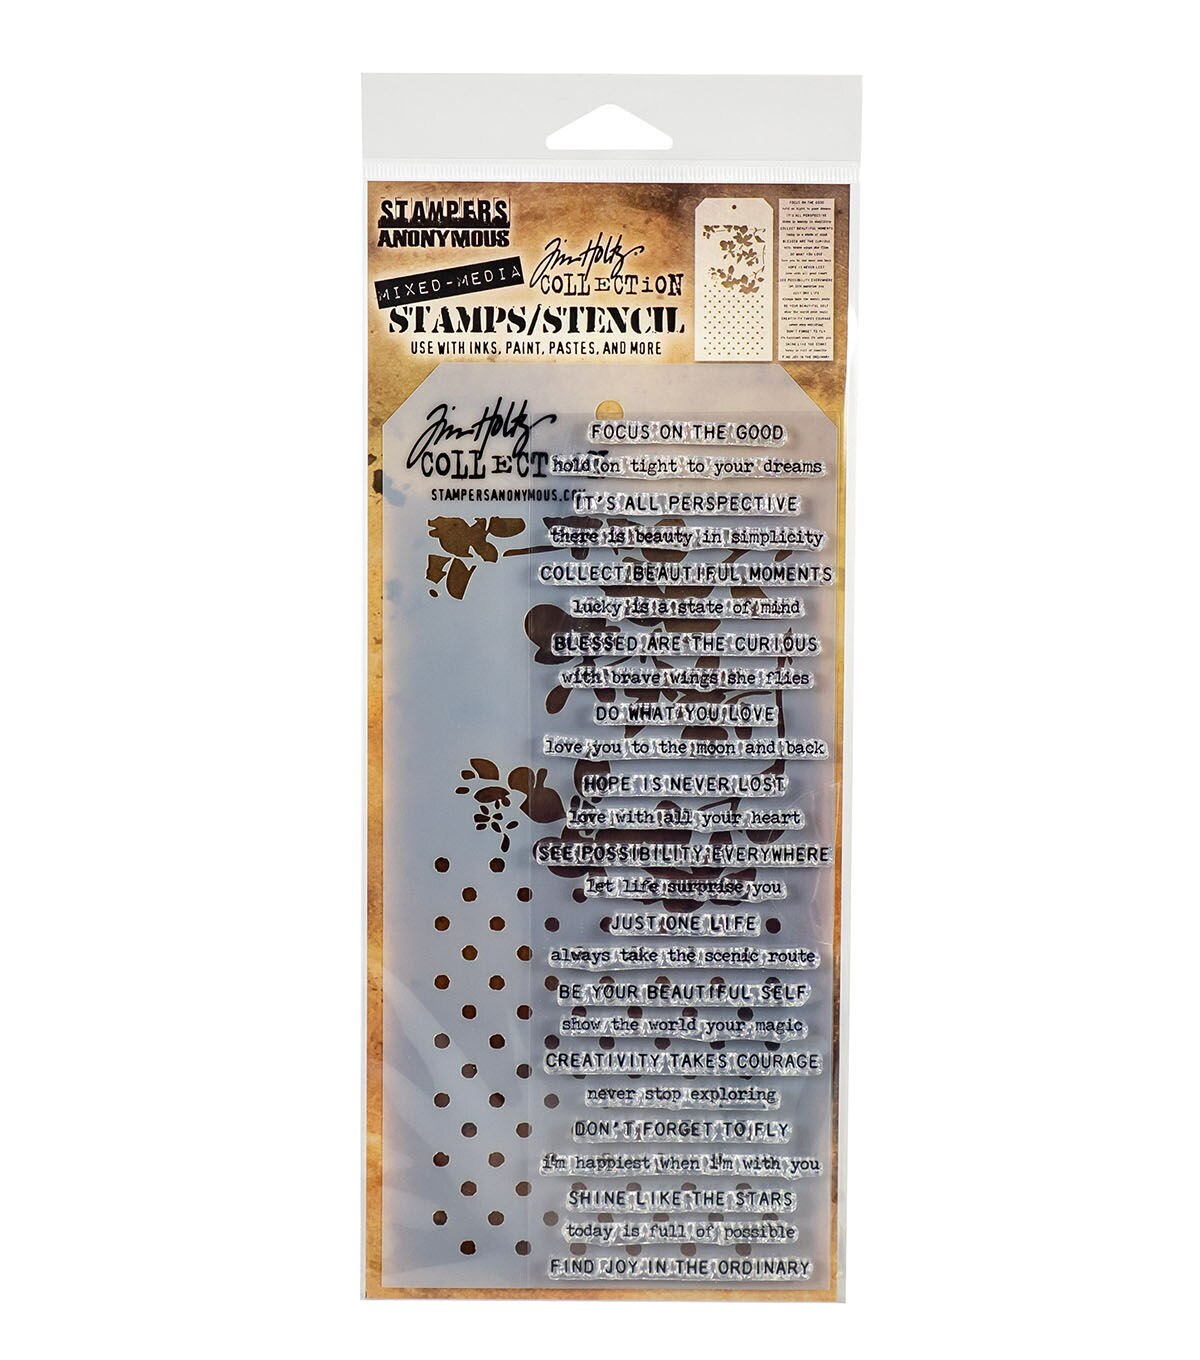 STAMPERS
ANONYMOUS
MIXED-MEDIA
Tim Holtz
COLLECTION
STAMPS/STENCIL
USE WITH INKS, PAINT, PASTES, AND MORE
Tim Holtz
COLLECT
STAMPERSANONYMOUS.CO
FOCUS ON THE GOOD
hold on tight to your dreams
IT'S ALL PERSPECTIVE
there is beauty in simplicity
COLLECT BEAUTIFUL MOMENTS
lucky is a state of mind
BLESSED ARE THE CURIOUS
with brave wings she flies
DO WHAT YOU LOVE
love you to the moon and back
HOPE IS NEVER LOST
love with all your heart
SEE POSSIBILITY EVERYWHERE
let life surprise you
JUST ONE LIFE
always take the scenic route
BE YOUR BEAUTIFUL SELF
show the world your magic
CREATIVITY TAKES COURAGE
never stop exploring
DON'T FORGET TO FLY
i'm happiest when i'm with you
SHINE LIKE THE STARS
today is full of possible
FIND JOY IN THE ORDINARY